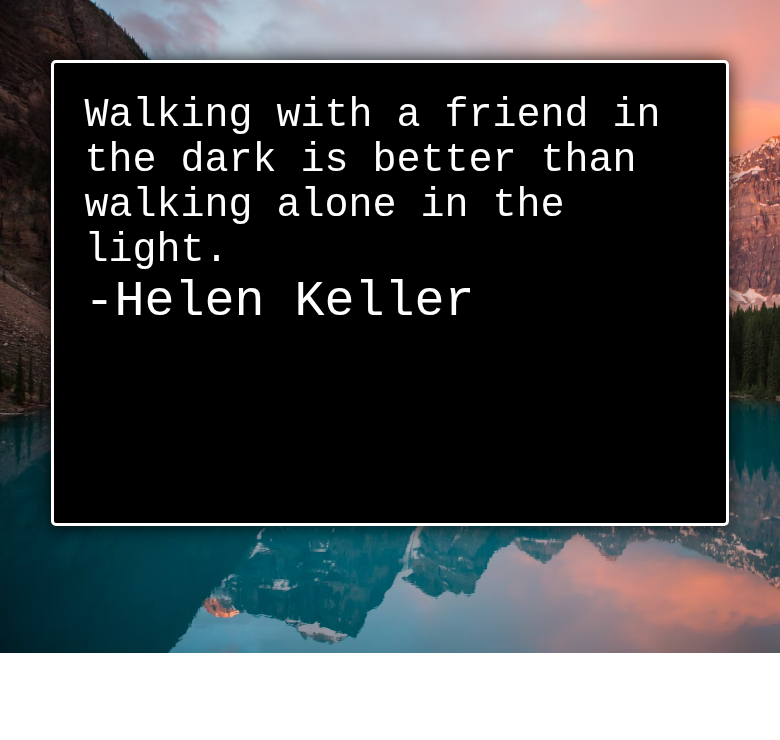 Walking with a friend in
the dark is better than
walking alone in the
light.
-Helen Keller